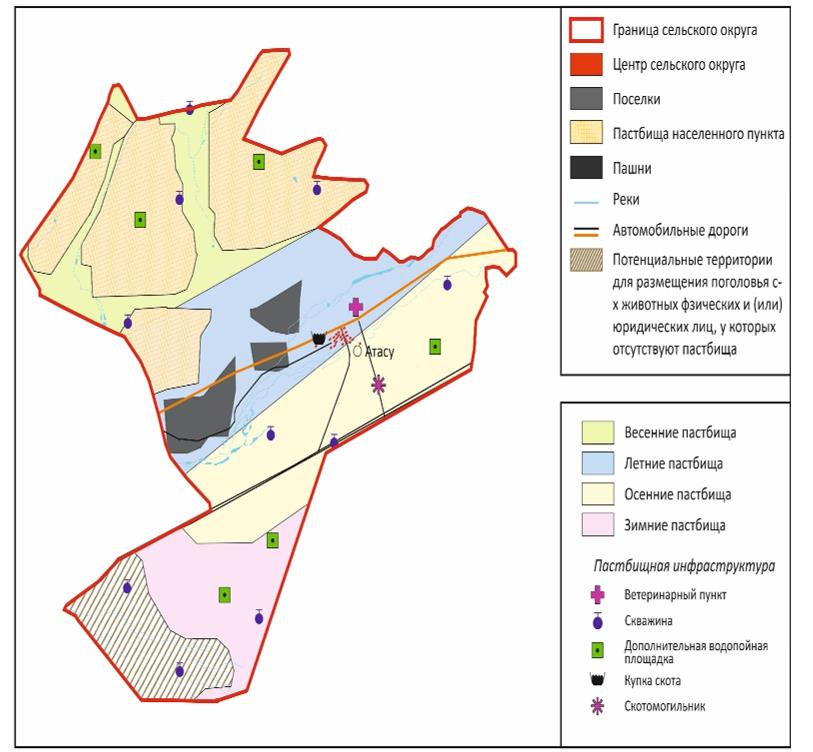 Граница сельского округа
Центр сельского округа
Поселки
Пастбища населенного пункта
Пашни
Реки
Автомобильные дороги
Потенциальные территории
для размещения поголовья с-
х животных фзических и (или)
юридических лиц, у которых
отсутствуют пастбища
Атасу
Весенние пастбища
Летние пастбища
Осенние пастбища
Зимние пастбища
Пастбищная инфраструктура
Ветеринарный пункт
Скважина
Дополнительная водопойная
площадка
Купка скота
Скотомогильник